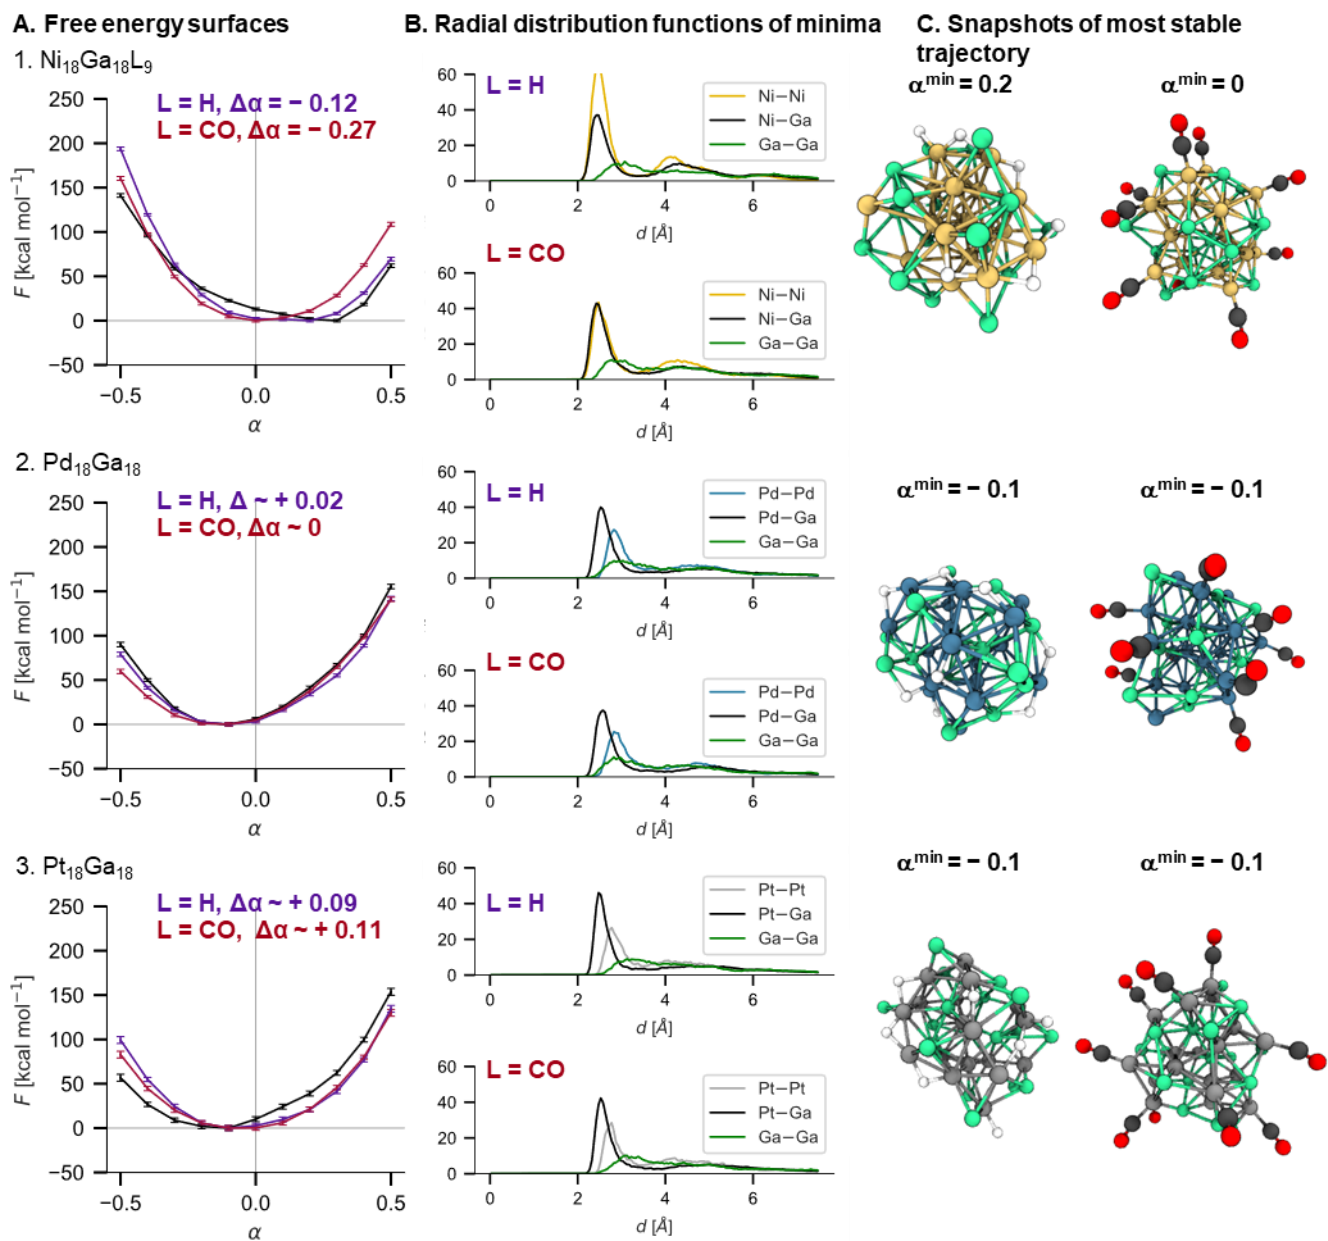 A. Free energy surfaces
B. Radial distribution functions of minima
C. Snapshots of most stable
trajectory
1. Ni18Ga18L9
L = H, Δα = − 0.12
L = CO, Δα = − 0.27
250
200
150
100
50
0
−50
F [kcal mol−1]
−0.5
0.0
0.5
α
L = H
60
40
20
0
Ni−Ni
Ni−Ga
Ga−Ga
0
2
4
6
d [Å]
L = CO
60
40
20
0
Ni−Ni
Ni−Ga
Ga−Ga
0
2
4
6
d [Å]
αmin = 0.2
αmin = 0
2. Pd18Ga18
L = H, Δ ~ + 0.02
L = CO, Δα ~ 0
250
200
150
100
50
0
−50
F [kcal mol−1]
−0.5
0.0
0.5
α
L = H
60
40
20
0
Pd−Pd
Pd−Ga
Ga−Ga
0
2
4
6
d [Å]
L = CO
60
40
20
0
Pd−Pd
Pd−Ga
Ga−Ga
0
2
4
6
d [Å]
αmin = − 0.1
αmin = − 0.1
3. Pt18Ga18
L = H, Δα ~ + 0.09
L = CO, Δα ~ + 0.11
250
200
150
100
50
0
−50
F [kcal mol−1]
−0.5
0.0
0.5
α
L = H
60
40
20
0
Pt−Pt
Pt−Ga
Ga−Ga
0
2
4
6
d [Å]
L = CO
60
40
20
0
Pt−Pt
Pt−Ga
Ga−Ga
0
2
4
6
d [Å]
αmin = − 0.1
αmin = − 0.1